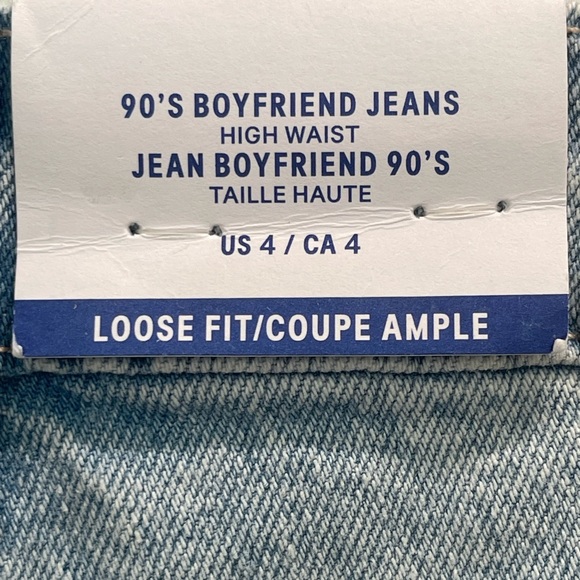 90'S BOYFRIEND JEANS
HIGH WAIST
JEAN BOYFRIEND 90'S
TAILLE HAUTE
US 4 / CA 4
LOOSE FIT/COUPE AMPLE